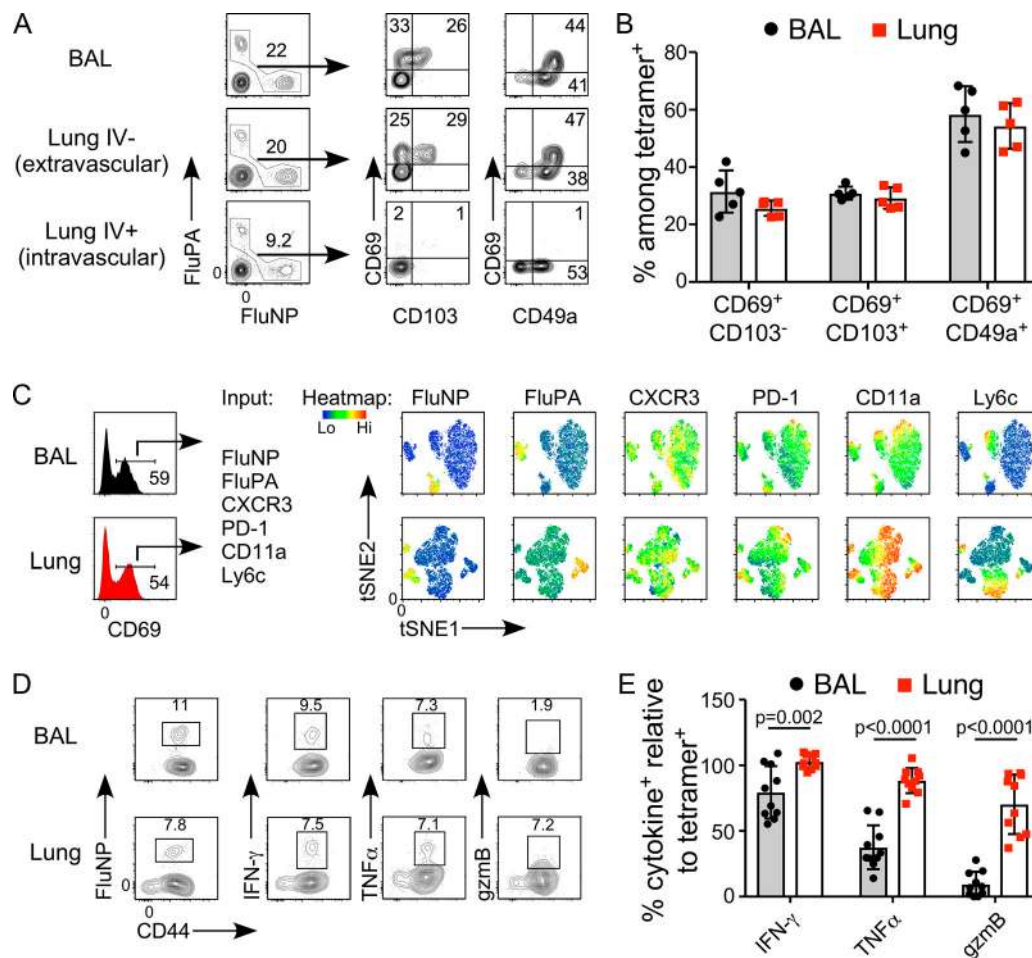 A
BAL
22
33 26
44
41
Lung IV-
(extravascular)
20
25 29
47
38
Lung IV+
(intravascular)
9.2
2 1
1
53
FluPA
CD69
CD69
0
0
FluNP
CD103
CD49a
B
BAL Lung
% among tetramer+
80
60
40
20
0
CD69+
CD103-
CD69+
CD103+
CD69+
CD49a+
C
BAL
59
Lung
54
0
CD69
Input:
FluNP
FluPA
CXCR3
PD-1
CD11a
Ly6c
Heatmap:
Lo Hi
FluNP FluPA CXCR3 PD-1 CD11a Ly6c
tSNE2
0
tSNE1
D
BAL
11 9.5 7.3 1.9
Lung
7.8 7.5 7.1 7.2
FluNP
IFN-γ
TNFα
gzmB
0
0
CD44
E
BAL Lung
% cytokine+ relative
to tetramer+
150
100
50
0
p=0.002
p<0.0001
p<0.0001
IFN-γ
TNFα
gzmB